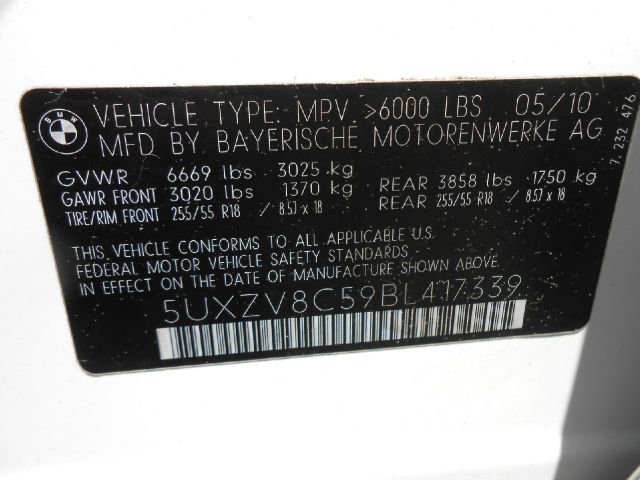 BMW
VEHICLE TYPE MPV >6000 LBS 05/10
MFD BY BAYERISCHE MOTORENWERKE AG
GVWR 6669 lbs 3025 kg
GAWR FRONT 3020 lbs 1370 kg REAR 3858 lbs 1750 kg
TIRE/RIM FRONT 255/55 R18 / 8.5J x 18 REAR 255/55 R18 / 8.5J x 18
THIS VEHICLE CONFORMS TO ALL APPLICABLE U.S.
FEDERAL MOTOR VEHICLE SAFETY STANDARDS
IN EFFECT ON THE DATE OF MANUFACTURE SHOWN ABOVE.
5UXZV8C59BL417339
7.232 476